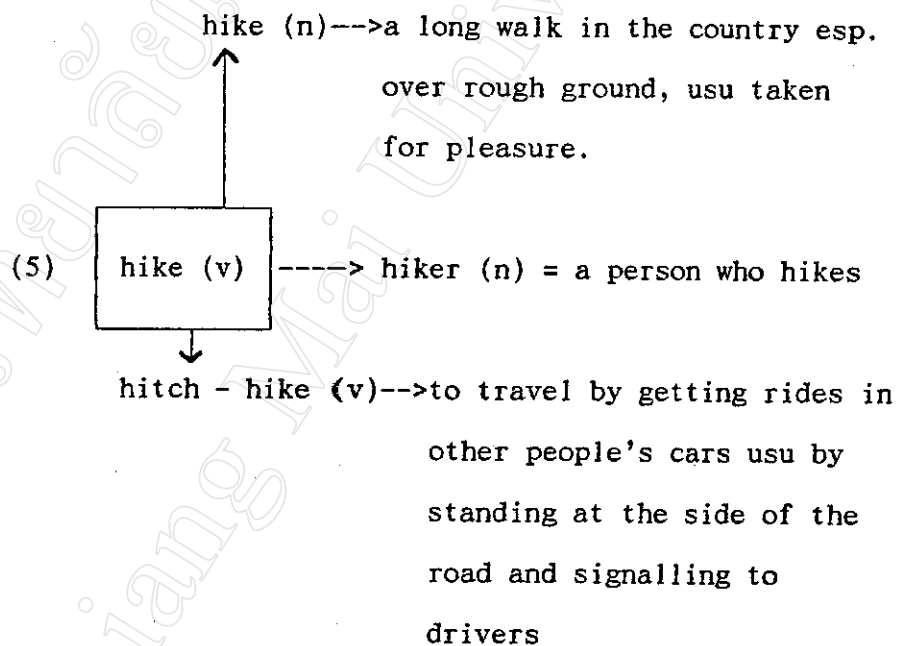 hike (n)-->a long walk in the country esp.
over rough ground, usu taken
for pleasure.
(5) hike (v) ----> hiker (n) = a person who hikes
hitch - hike (v)-->to travel by getting rides in
other people's cars usu by
standing at the side of the
road and signalling to
drivers